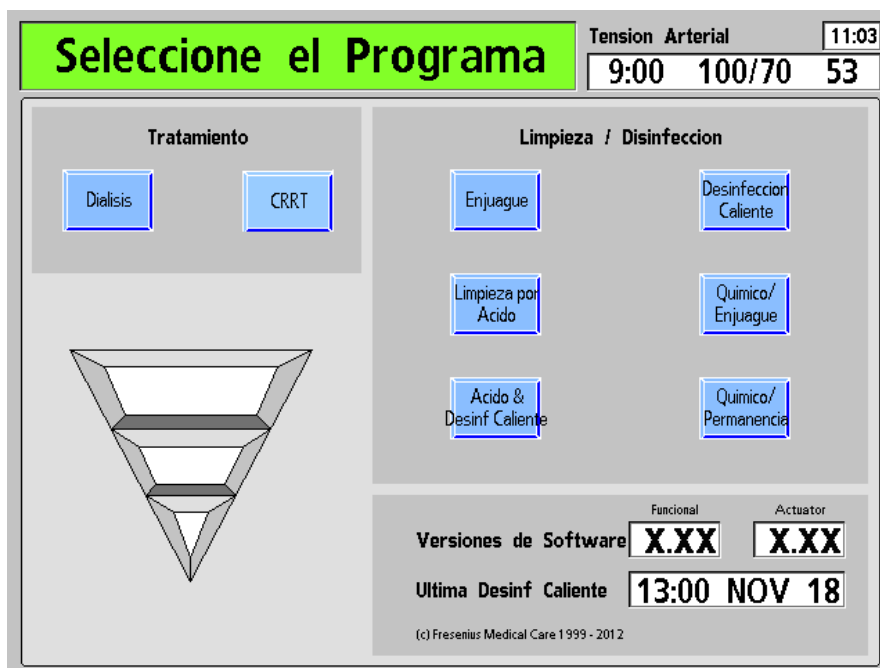 Seleccione el Programa
Tension Arterial
11:03
9:00 100/70 53
Tratamiento
Dialisis
CRRT
Limpieza / Disinfeccion
Enjuague
Desinfeccion
Caliente
Limpieza por
Acido
Quimico/
Enjuague
Acido &
Desinf Caliente
Quimico/
Permanencia
Funcional
Actuator
Versiones de Software X.XX X.XX
Ultima Desinf Caliente 13:00 NOV 18
(c) Fresenius Medical Care 1999 - 2012